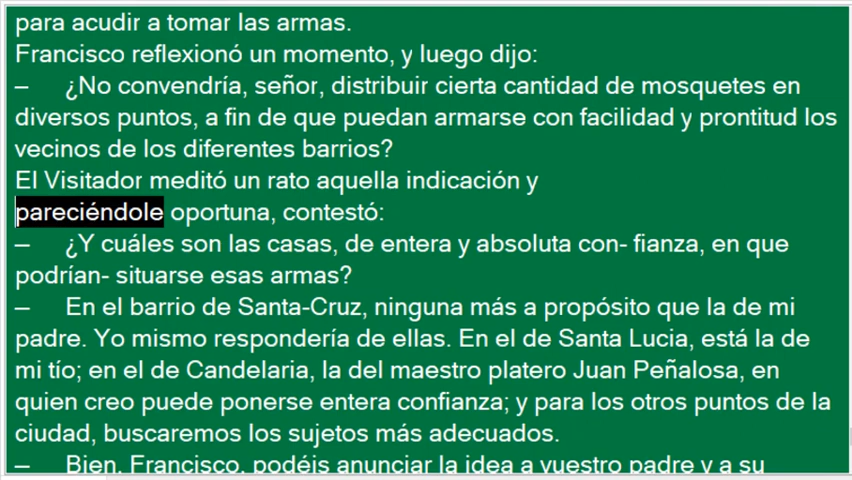 para acudir a tomar las armas.
Francisco reflexionó un momento, y luego dijo:
– ¿No convendría, señor, distribuir cierta cantidad de mosquetes en
diversos puntos, a fin de que puedan armarse con facilidad y prontitud los
vecinos de los diferentes barrios?
El Visitador meditó un rato aquella indicación y
pareciéndole oportuna, contestó:
– ¿Y cuáles son las casas, de entera y absoluta con- fianza, en que
podrían- situarse esas armas?
– En el barrio de Santa-Cruz, ninguna más a propósito que la de mi
padre. Yo mismo respondería de ellas. En el de Santa Lucia, está la de
mi tío; en el de Candelaria, la del maestro platero Juan Peñalosa, en
quien creo puede ponerse entera confianza; y para los otros puntos de la
ciudad, buscaremos los sujetos más adecuados.
– Bien, Francisco, podéis anunciar la idea a vuestro padre y a su